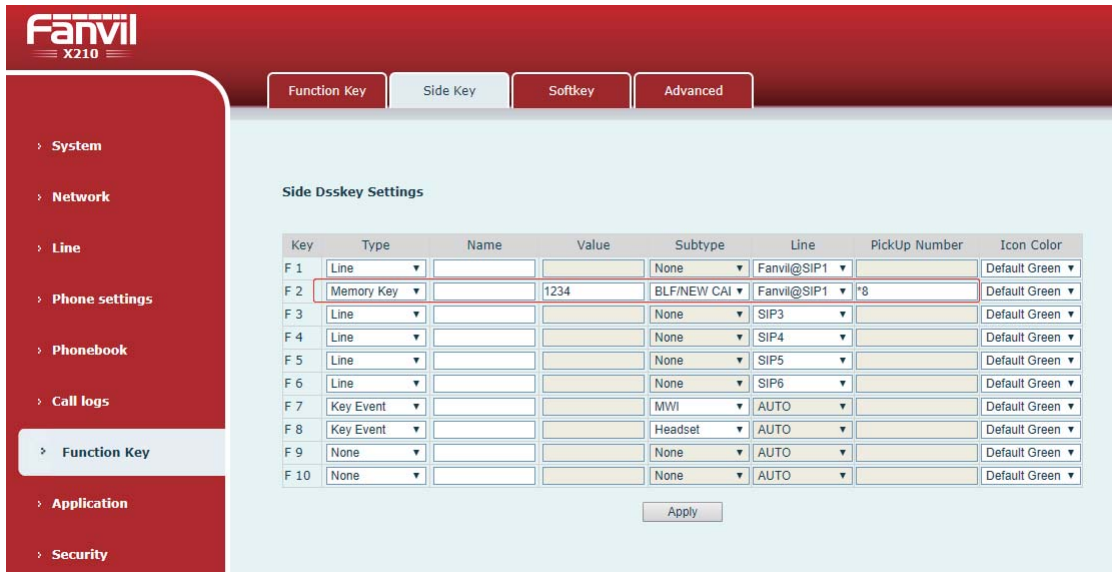 Fanvil
X210
Function Key Side Key Softkey Advanced
System
Network
Line
Phone settings
Phonebook
Call logs
Function Key
Application
Security
Side Dsskey Settings
Key Type Name Value Subtype Line PickUp Number Icon Color
F 1 Line None Fanvil@SIP1 Default Green
F 2 Memory Key 1234 BLF/NEW CAI Fanvil@SIP1 *8 Default Green
F 3 Line None SIP3 Default Green
F 4 Line None SIP4 Default Green
F 5 Line None SIP5 Default Green
F 6 Line None SIP6 Default Green
F 7 Key Event MWI AUTO Default Green
F 8 Key Event Headset AUTO Default Green
F 9 None None AUTO Default Green
F 10 None None AUTO Default Green
Apply